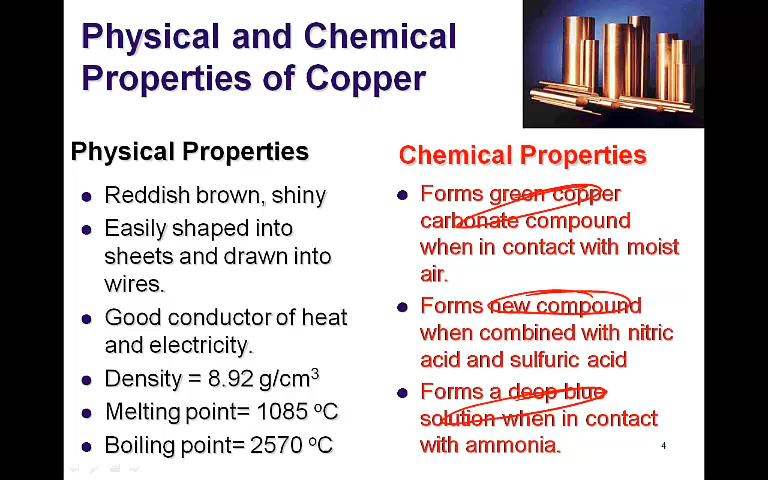 Physical and Chemical
Properties of Copper
Physical Properties
Reddish brown, shiny
Easily shaped into
sheets and drawn into
wires.
Good conductor of heat
and electricity.
Density = 8.92 g/cm³
Melting point= 1085 ºC
Boiling point= 2570 ºC
Chemical Properties
Forms green copper
carbonate compound
when in contact with moist
air.
Forms new compound
when combined with nitric
acid and sulfuric acid
Forms a deep blue
solution when in contact
with ammonia.
4